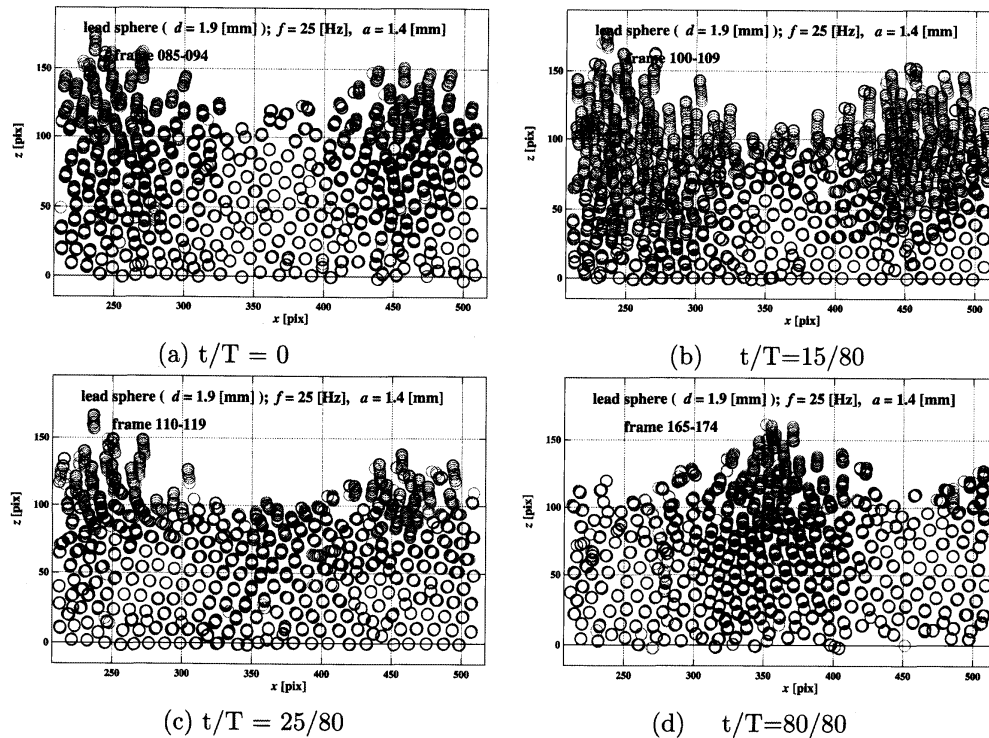 lead sphere ( d = 1.9 [mm] ); f = 25 [Hz], a = 1.4 [mm]
frame 085-094
150
100
50
0
z [pix]
250
300
350
400
450
500
x [pix]
(a) t/T = 0
lead sphere ( d = 1.9 [mm] ); f = 25 [Hz], a = 1.4 [mm]
frame 100-109
150
100
50
0
z [pix]
250
300
350
400
450
500
x [pix]
(b) t/T=15/80
lead sphere ( d = 1.9 [mm] ); f = 25 [Hz], a = 1.4 [mm]
frame 110-119
150
100
50
0
z [pix]
250
300
350
400
450
500
x [pix]
(c) t/T = 25/80
lead sphere ( d = 1.9 [mm] ); f = 25 [Hz], a = 1.4 [mm]
frame 165-174
150
100
50
0
z [pix]
250
300
350
400
450
500
x [pix]
(d) t/T=80/80